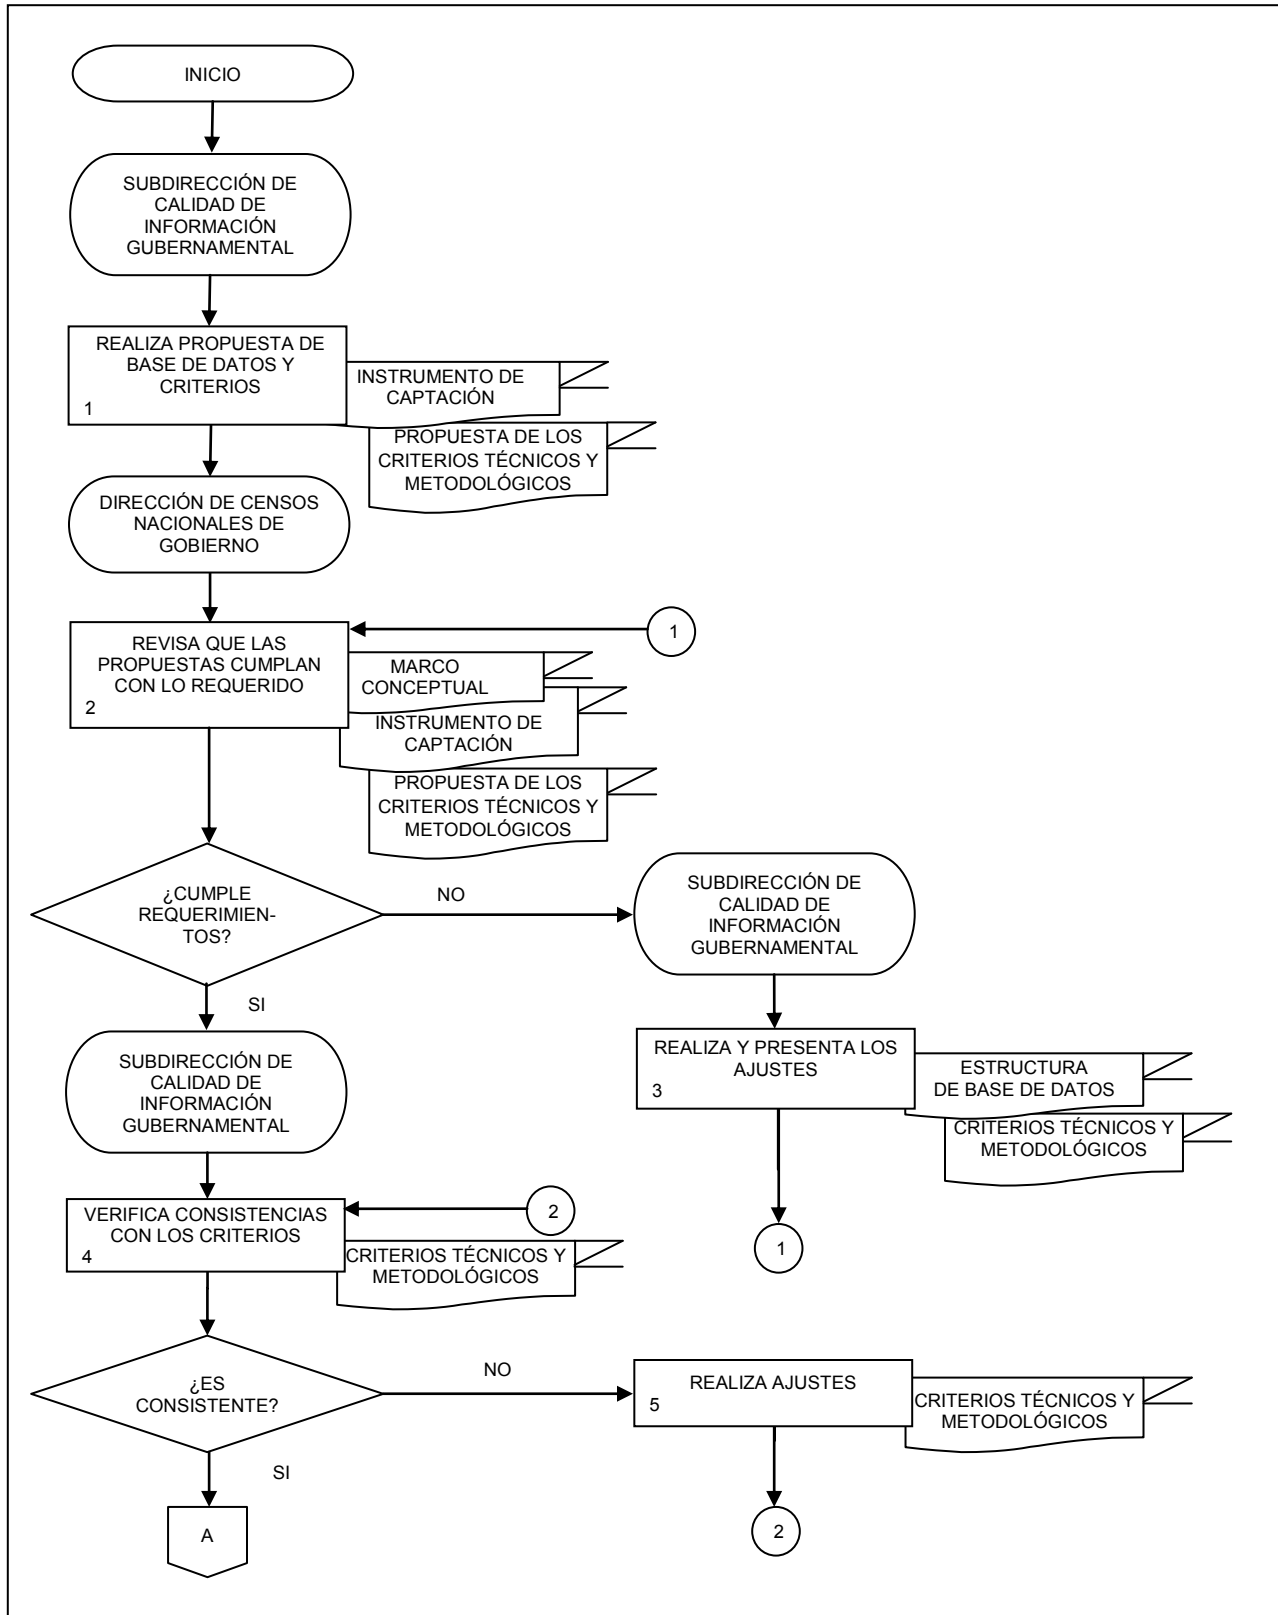 INICIO
SUBDIRECCIÓN DE
CALIDAD DE
INFORMACIÓN
GUBERNAMENTAL
REALIZA PROPUESTA DE
BASE DE DATOS Y
CRITERIOS
1
INSTRUMENTO DE
CAPTACIÓN
PROPUESTA DE LOS
CRITERIOS TÉCNICOS Y
METODOLÓGICOS
DIRECCIÓN DE CENSOS
NACIONALES DE
GOBIERNO
1
REVISA QUE LAS
PROPUESTAS CUMPLAN
CON LO REQUERIDO
2
MARCO
CONCEPTUAL
INSTRUMENTO DE
CAPTACIÓN
PROPUESTA DE LOS
CRITERIOS TÉCNICOS Y
METODOLÓGICOS
¿CUMPLE
REQUERIMIEN-
TOS?
NO
SUBDIRECCIÓN DE
CALIDAD DE
INFORMACIÓN
GUBERNAMENTAL
REALIZA Y PRESENTA LOS
AJUSTES
3
ESTRUCTURA
DE BASE DE DATOS
CRITERIOS TÉCNICOS Y
METODOLÓGICOS
1
SI
SUBDIRECCIÓN DE
CALIDAD DE
INFORMACIÓN
GUBERNAMENTAL
VERIFICA CONSISTENCIAS
CON LOS CRITERIOS
4
2
CRITERIOS TÉCNICOS Y
METODOLÓGICOS
¿ES
CONSISTENTE?
NO
REALIZA AJUSTES
5
CRITERIOS TÉCNICOS Y
METODOLÓGICOS
2
SI
A